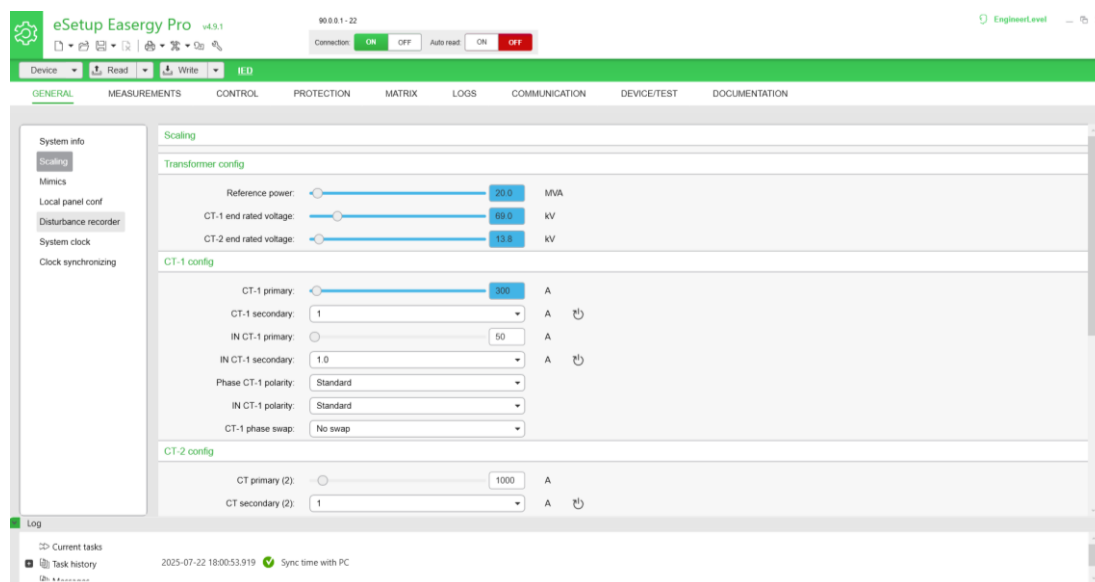 eSetup Easergy Pro v4.9.1
90.0.0.1 - 22
EngineerLevel
Connection: ON OFF Auto read: ON OFF
Device Read Write IED
GENERAL MEASUREMENTS CONTROL PROTECTION MATRIX LOGS COMMUNICATION DEVICE/TEST DOCUMENTATION
System info
Scaling
Mimics
Local panel conf
Disturbance recorder
System clock
Clock synchronizing
Scaling
Transformer config
Reference power: 20.0 MVA
CT-1 end rated voltage: 69.0 kV
CT-2 end rated voltage: 13.8 kV
CT-1 config
CT-1 primary: 300 A
CT-1 secondary: 1 A
IN CT-1 primary: 50 A
IN CT-1 secondary: 1.0 A
Phase CT-1 polarity: Standard
IN CT-1 polarity: Standard
CT-1 phase swap: No swap
CT-2 config
CT primary (2): 1000 A
CT secondary (2): 1 A
Log
Current tasks
Task history
2025-07-22 18:00:53.919 Sync time with PC